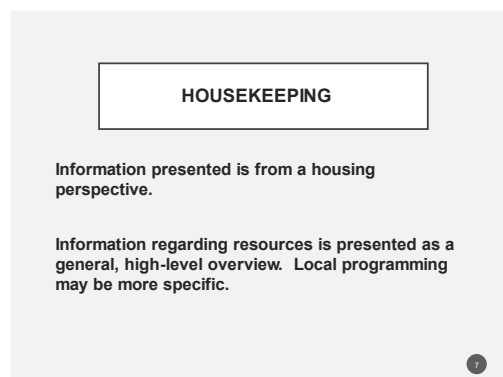 HOUSEKEEPING
Information presented is from a housing
perspective.
Information regarding resources is presented as a
general, high-level overview.  Local programming
may be more specific.
7